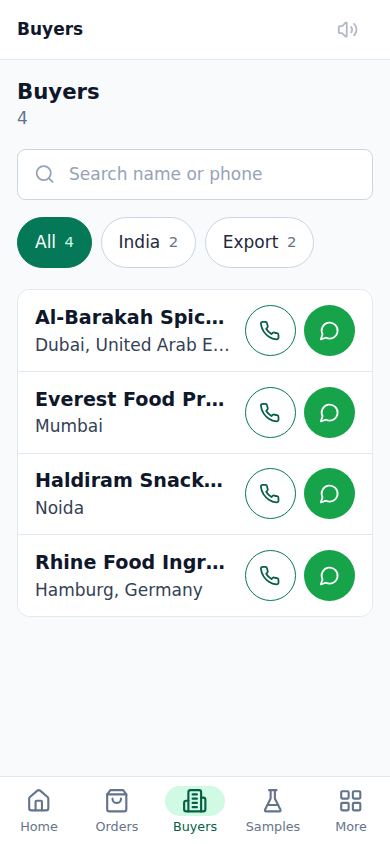 Buyers
Buyers
4
Search name or phone
All 4
India 2
Export 2
Al-Barakah Spic…
Dubai, United Arab E…
Everest Food Pr…
Mumbai
Haldiram Snack…
Noida
Rhine Food Ingr…
Hamburg, Germany
Home
Orders
Buyers
Samples
More